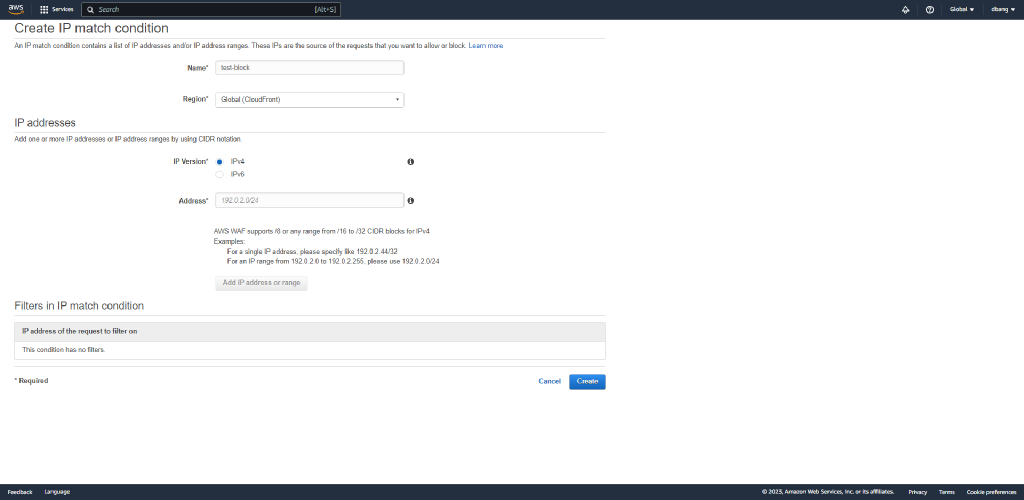 aws Services Search [Alt+S] Global ▼ dbang ▼
Create IP match condition
An IP match condition contains a list of IP addresses and/or IP address ranges. These IPs are the source of the requests that you want to allow or block. Learn more
Name* test-block
Region* Global (CloudFront)
IP addresses
Add one or more IP addresses or IP address ranges by using CIDR notation.
IP Version* IPv4
IPv6
Address* 192.0.2.0/24
AWS WAF supports /8 or any range from /16 to /32 CIDR blocks for IPv4
Examples:
For a single IP address, please specify like 192.0.2.44/32
For an IP range from 192.0.2.0 to 192.0.2.255, please use 192.0.2.0/24
Add IP address or range
Filters in IP match condition
IP address of the request to filter on
This condition has no filters.
* Required Cancel Create
Feedback Language © 2023, Amazon Web Services, Inc. or its affiliates. Privacy Terms Cookie preferences